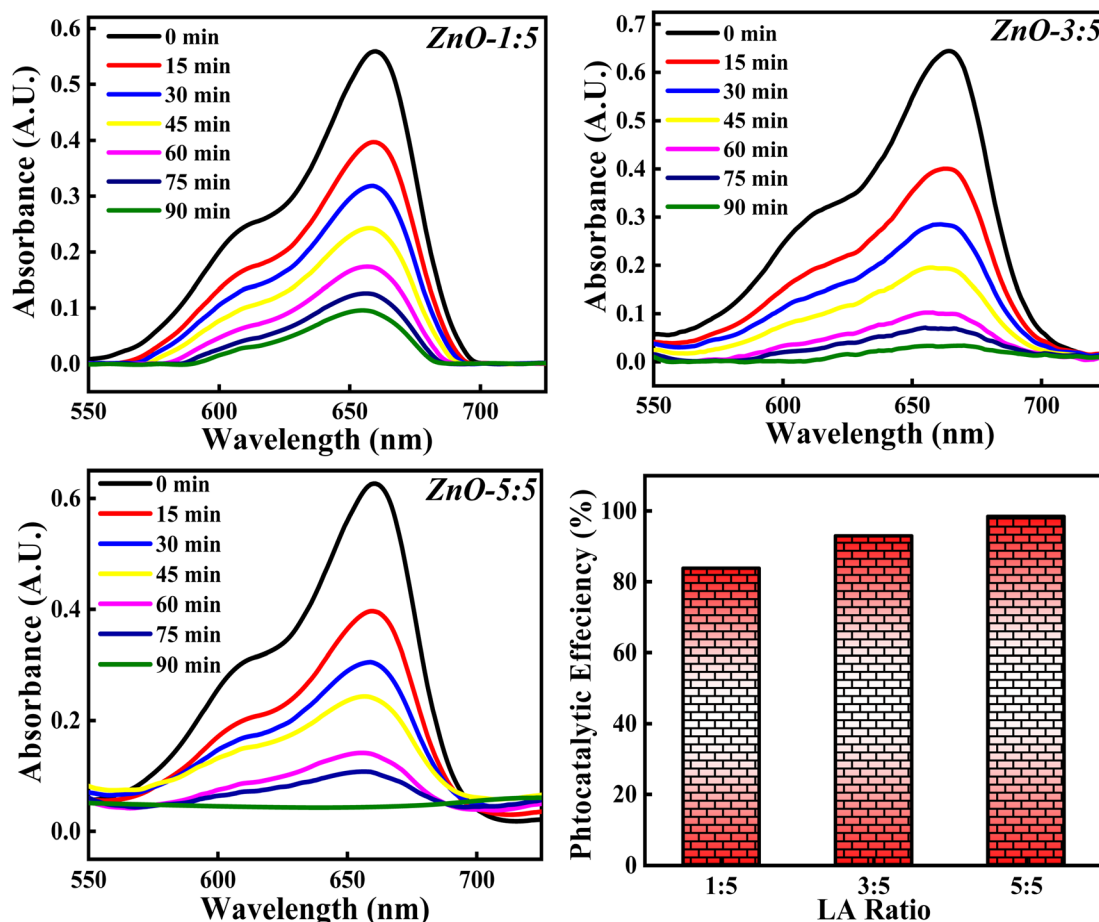 ZnO-1:5
0 min
15 min
30 min
45 min
60 min
75 min
90 min
0.6
0.5
0.4
0.3
0.2
0.1
0.0
Absorbance (A.U.)
550
600
650
700
Wavelength (nm)
ZnO-3:5
0 min
15 min
30 min
45 min
60 min
75 min
90 min
0.7
0.6
0.5
0.4
0.3
0.2
0.1
0.0
Absorbance (A.U.)
550
600
650
700
Wavelength (nm)
ZnO-5:5
0 min
15 min
30 min
45 min
60 min
75 min
90 min
0.6
0.4
0.2
0.0
Absorbance (A.U.)
550
600
650
700
Wavelength (nm)
100
80
60
40
20
0
Phtocatalytic Effeciency (%)
1:5
3:5
5:5
LA Ratio